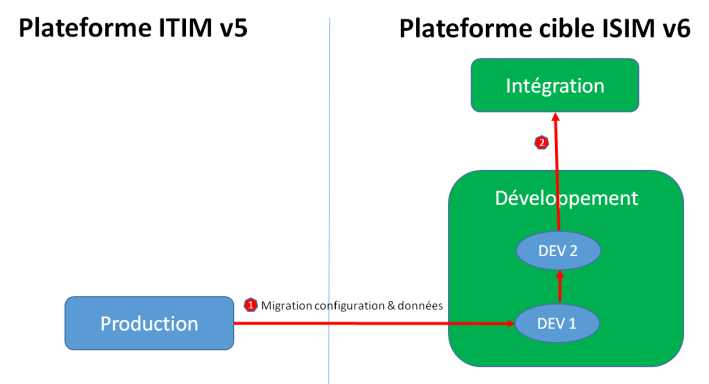 Plateforme ITIM v5
Plateforme cible ISIM v6
Intégration
2
Développement
DEV 2
1 Migration configuration & données
Production
DEV 1